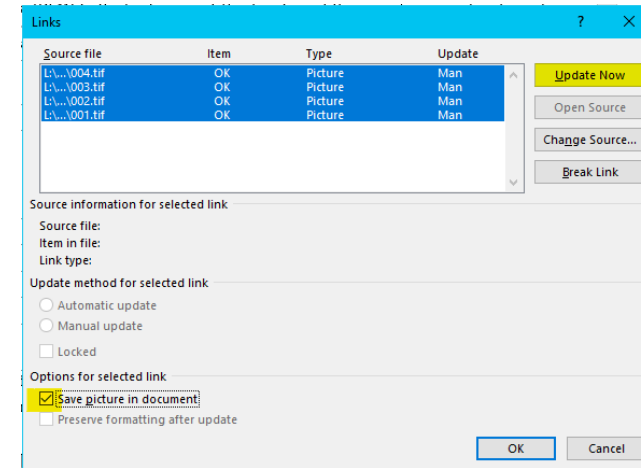 Links
Source file Item Type Update
L:\...\004.tif OK Picture Man
L:\...\003.tif OK Picture Man
L:\...\002.tif OK Picture Man
L:\...\001.tif OK Picture Man
Update Now
Open Source
Change Source...
Break Link
Source information for selected link
Source file:
Item in file:
Link type:
Update method for selected link
Automatic update
Manual update
Locked
Options for selected link
Save picture in document
Preserve formatting after update
OK Cancel